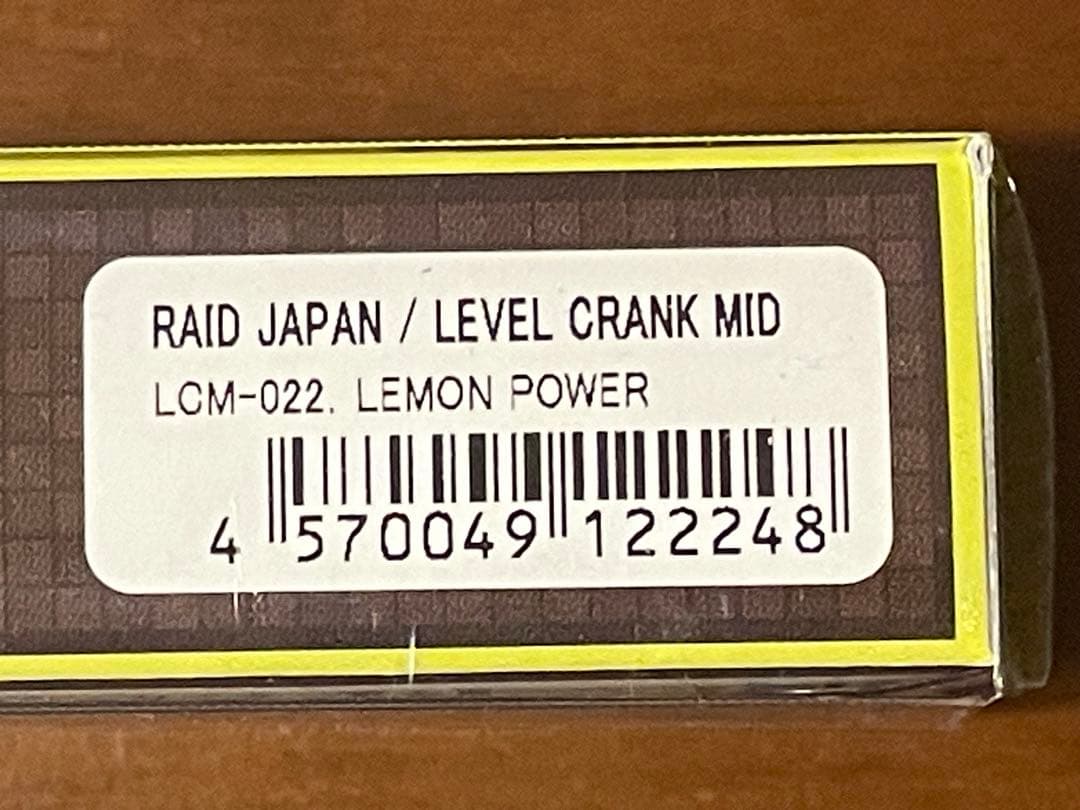 RAID JAPAN / LEVEL CRANK MID
LCM-022. LEMON POWER
4 570049 122248